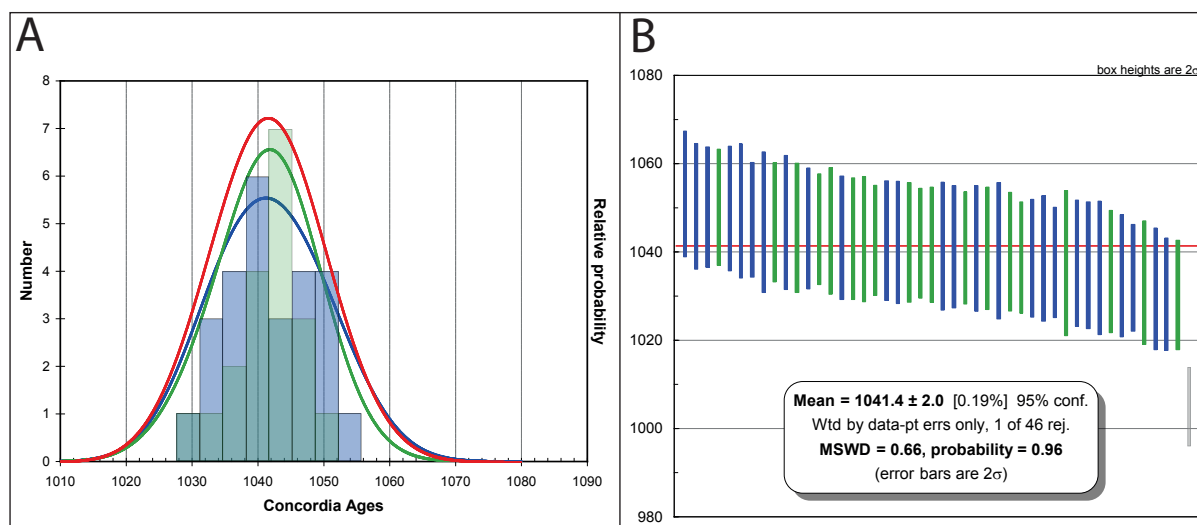 A
8
7
6
5
4
3
2
1
0
Number
Relative probability
1010 1020 1030 1040 1050 1060 1070 1080 1090
Concordia Ages
B
box heights are 2σ
1080
1060
1040
1020
1000
980
Mean = 1041.4 ± 2.0 [0.19%] 95% conf.
Wtd by data-pt errs only, 1 of 46 rej.
MSWD = 0.66, probability = 0.96
(error bars are 2σ)